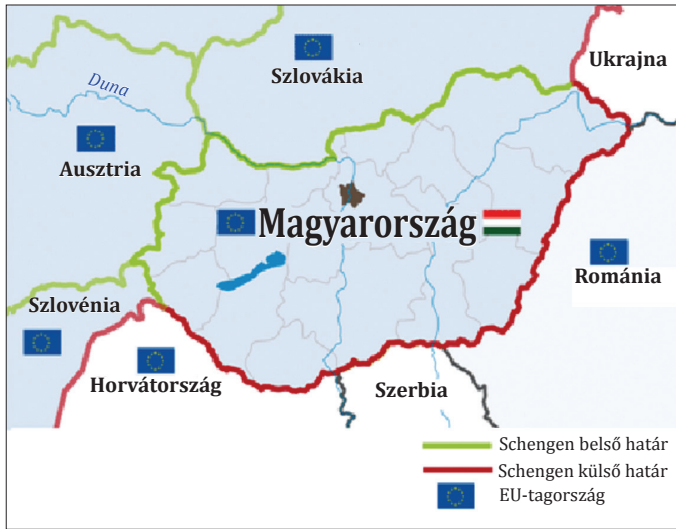 Ukrajna
Szlovákia
Duna
Ausztria
Magyarország
Románia
Szlovénia
Horvátország
Szerbia
Schengen belső határ
Schengen külső határ
EU-tagország